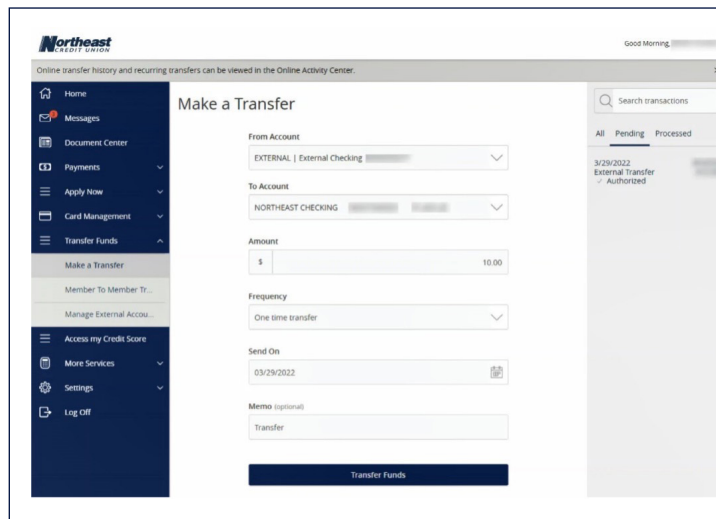 Northeast
CREDIT UNION
Good Morning,
Online transfer history and recurring transfers can be viewed in the Online Activity Center.
Home
Messages
Document Center
Payments
Apply Now
Card Management
Transfer Funds
Make a Transfer
Member To Member Tr...
Manage External Accou...
Access my Credit Score
More Services
Settings
Log Off
Make a Transfer
From Account
EXTERNAL | External Checking
To Account
NORTHEAST CHECKING
Amount
$ 10.00
Frequency
One time transfer
Send On
03/29/2022
Memo (optional)
Transfer
Transfer Funds
Search transactions
All Pending Processed
3/29/2022
External Transfer
✓ Authorized